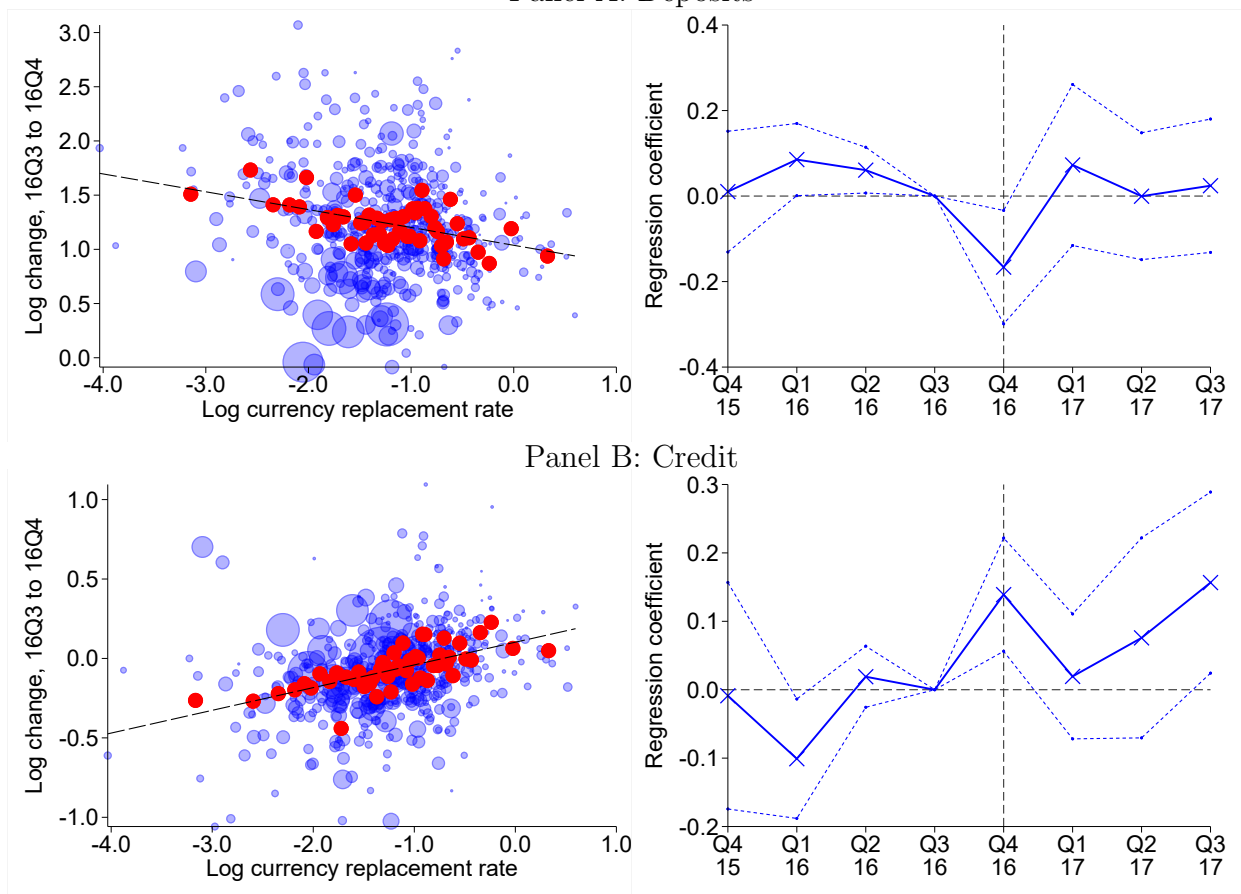 Panel A: Deposits
Log change, 16Q3 to 16Q4
3.0
2.5
2.0
1.5
1.0
0.5
0.0
-4.0 -3.0 -2.0 -1.0 0.0 1.0
Log currency replacement rate
Regression coefficient
0.4
0.2
0.0
-0.2
-0.4
Q4 Q1 Q2 Q3 Q4 Q1 Q2 Q3
15 16 16 16 16 17 17 17
Panel B: Credit
Log change, 16Q3 to 16Q4
1.0
0.5
0.0
-0.5
-1.0
-4.0 -3.0 -2.0 -1.0 0.0 1.0
Log currency replacement rate
Regression coefficient
0.3
0.2
0.1
0.0
-0.1
-0.2
Q4 Q1 Q2 Q3 Q4 Q1 Q2 Q3
15 16 16 16 16 17 17 17